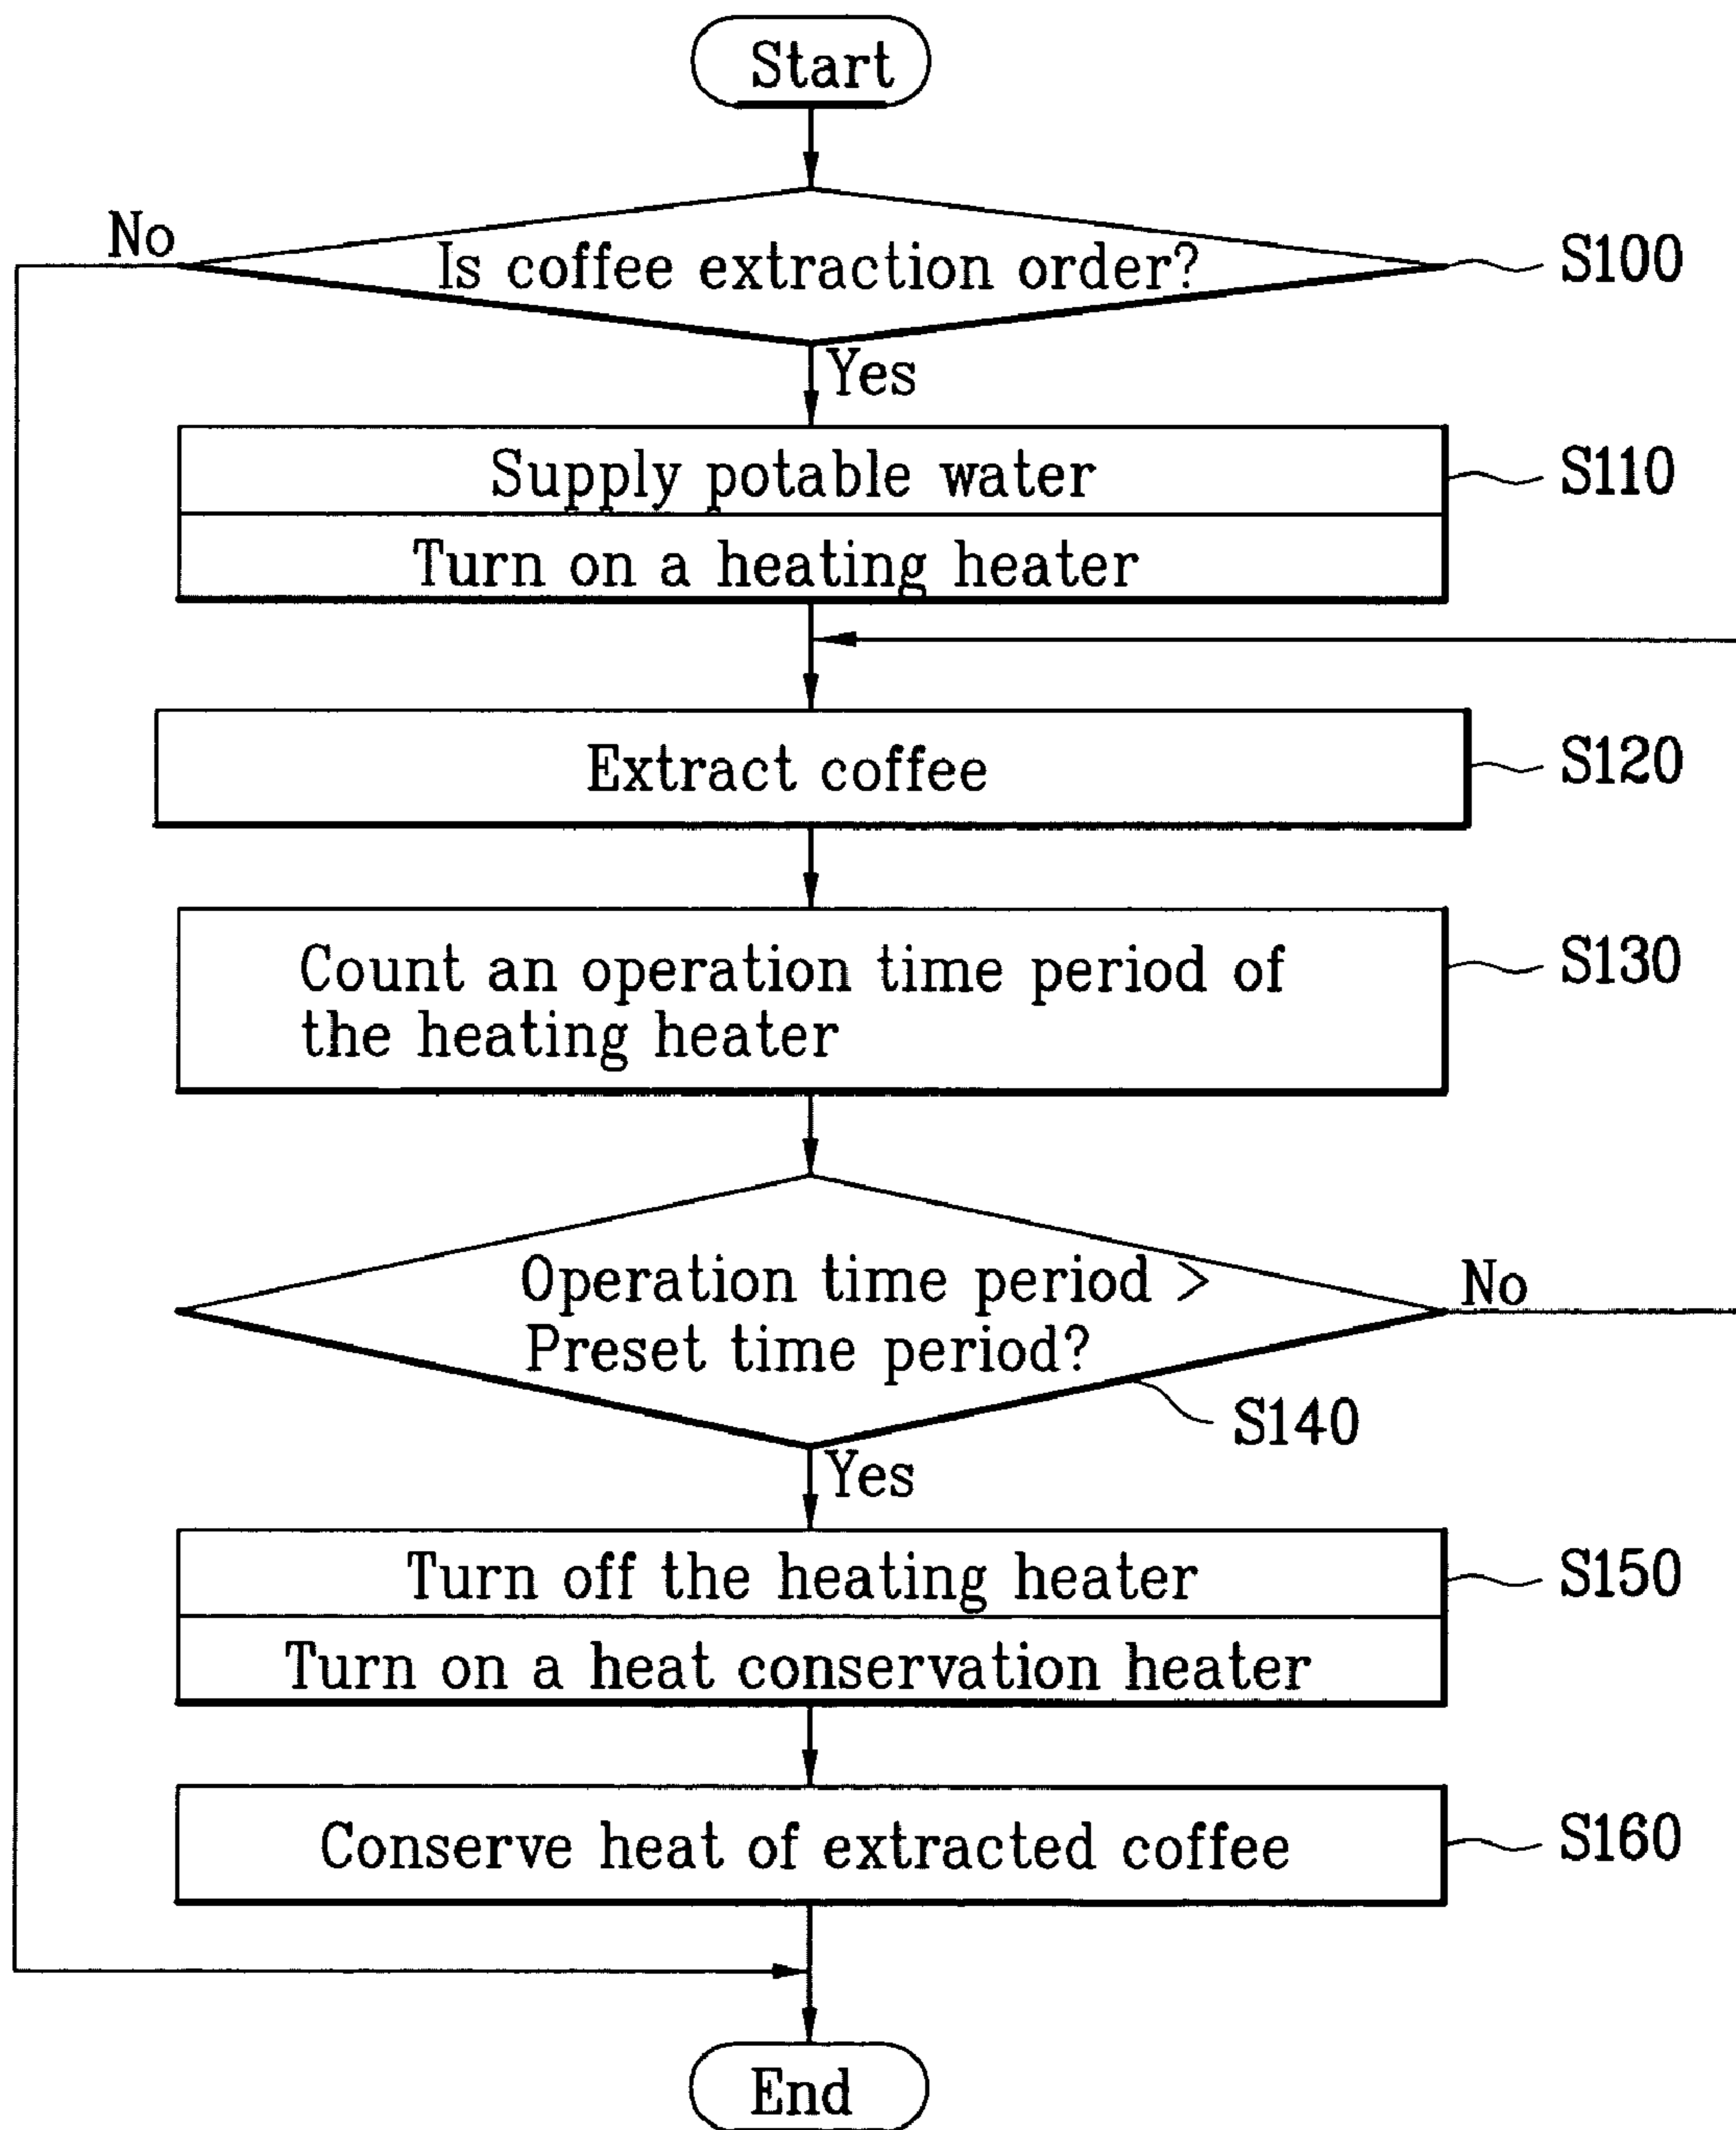 Start
No
Is coffee extraction order?
S100
Yes
Supply potable water
S110
Turn on a heating heater
Extract coffee
S120
Count an operation time period of
the heating heater
S130
Operation time period >
Preset time period?
No
S140
Yes
Turn off the heating heater
S150
Turn on a heat conservation heater
Conserve heat of extracted coffee
S160
End